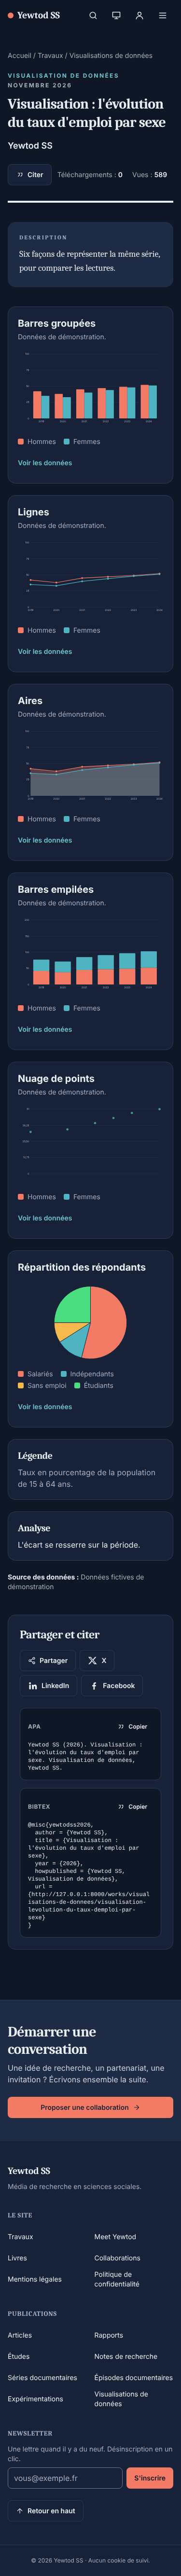 Yewtod SS
Accueil / Travaux / Visualisations de données
VISUALISATION DE DONNÉES
NOVEMBRE 2026
Visualisation : l'évolution
du taux d'emploi par sexe
Yewtod SS
Citer
Téléchargements : 0
Vues : 589
DESCRIPTION
Six façons de représenter la même série,
pour comparer les lectures.
Barres groupées
Données de démonstration.
Hommes
Femmes
Voir les données
Lignes
Données de démonstration.
Hommes
Femmes
Voir les données
Aires
Données de démonstration.
Hommes
Femmes
Voir les données
Barres empilées
Données de démonstration.
Hommes
Femmes
Voir les données
Nuage de points
Données de démonstration.
Hommes
Femmes
Voir les données
Répartition des répondants
Salariés
Indépendants
Sans emploi
Étudiants
Voir les données
Légende
Taux en pourcentage de la population
de 15 à 64 ans.
Analyse
L'écart se resserre sur la période.
Source des données : Données fictives de
démonstration
Partager et citer
Partager
X
LinkedIn
Facebook
APA
Copier
Yewtod SS (2026). Visualisation :
l'évolution du taux d'emploi par
sexe. Visualisation de données,
Yewtod SS.
BIBTEX
Copier
@misc{yewtodss2026,
author = {Yewtod SS},
title = {Visualisation :
l'évolution du taux d'emploi par
sexe},
year = {2026},
howpublished = {Yewtod SS,
Visualisation de données},
url =
{http://127.0.0.1:8000/works/visual
isations-de-donnees/visualisation-
levolution-du-taux-demploi-par-
sexe}
}
Démarrer une
conversation
Une idée de recherche, un partenariat, une
invitation ? Écrivons ensemble la suite.
Proposer une collaboration
Yewtod SS
Média de recherche en sciences sociales.
LE SITE
Travaux
Meet Yewtod
Livres
Collaborations
Mentions légales
Politique de
confidentialité
PUBLICATIONS
Articles
Rapports
Études
Notes de recherche
Séries documentaires
Épisodes documentaires
Expérimentations
Visualisations de
données
NEWSLETTER
Une lettre quand il y a du neuf. Désinscription en un
clic.
vous@exemple.fr
S'inscrire
Retour en haut
© 2026 Yewtod SS · Aucun cookie de suivi.